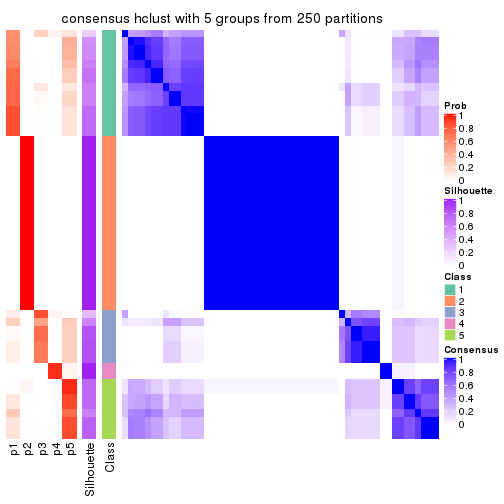 consensus hclust with 5 groups from 250 partitions
Prob
1
0.8
0.6
0.4
0.2
0
Silhouette
1
0.8
0.6
0.4
0.2
0
Class
1
2
3
4
5
Consensus
1
0.8
0.6
0.4
0.2
0
p1
p2
p3
p4
p5
Silhouette
Class